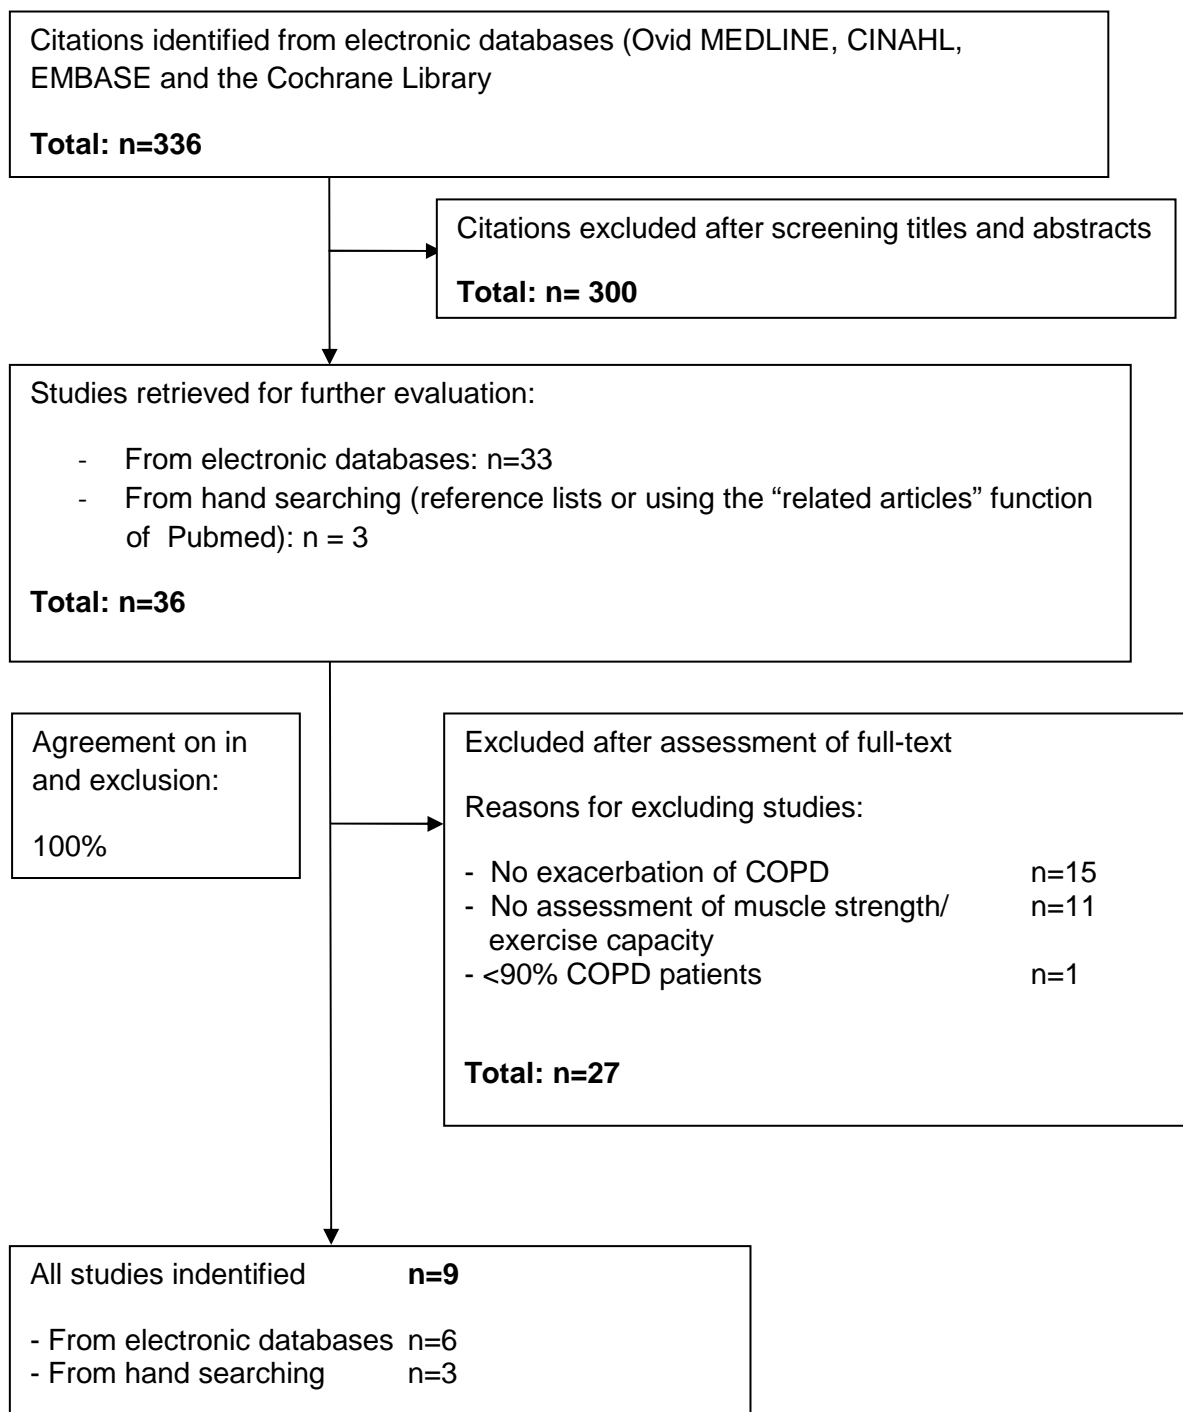 Citations identified from electronic databases (Ovid MEDLINE, CINAHL,
EMBASE and the Cochrane Library
Total: n=336
Citations excluded after screening titles and abstracts
Total: n= 300
Studies retrieved for further evaluation:
- From electronic databases: n=33
- From hand searching (reference lists or using the “related articles” function
of Pubmed): n = 3
Total: n=36
Agreement on in
and exclusion:
100%
Excluded after assessment of full-text
Reasons for excluding studies:
- No exacerbation of COPD n=15
- No assessment of muscle strength/ n=11
exercise capacity
- <90% COPD patients n=1
Total: n=27
All studies indentified n=9
- From electronic databases n=6
- From hand searching n=3